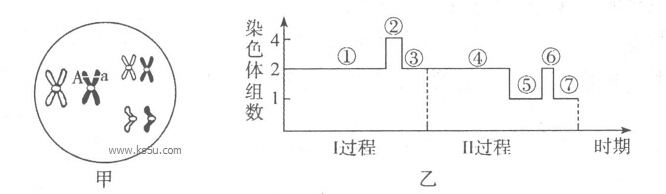 A a
www.ks5u.com
甲
染色体组数
4
2
1
① ② ③ ④ ⑤ ⑥ ⑦
I过程 II过程 时期
乙